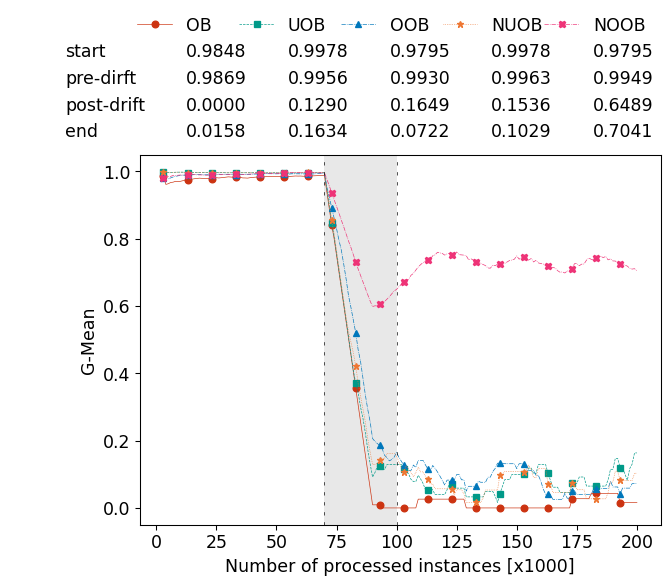 OB UOB OOB NUOB NOOB
start 0.9848 0.9978 0.9795 0.9978 0.9795
pre-dirft 0.9869 0.9956 0.9930 0.9963 0.9949
post-drift 0.0000 0.1290 0.1649 0.1536 0.6489
end 0.0158 0.1634 0.0722 0.1029 0.7041
1.0
0.8
0.6
0.4
0.2
0.0
G-Mean
0 25 50 75 100 125 150 175 200
Number of processed instances [x1000]